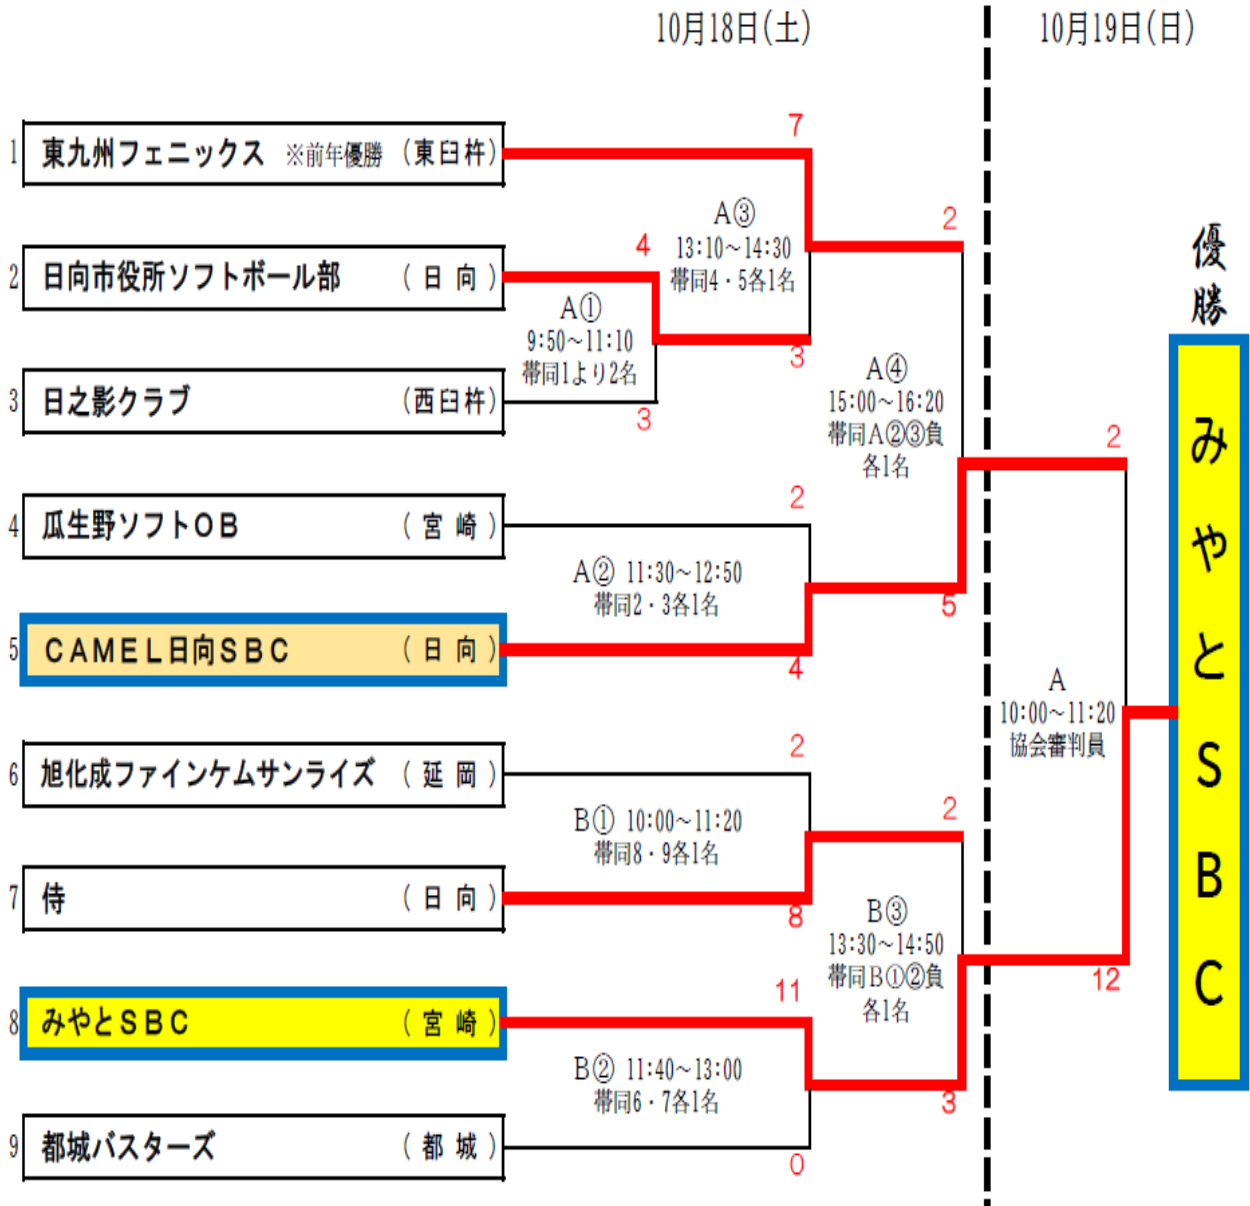 10月18日(土)
10月19日(日)
1 東九州フェニックス ※前年優勝 (東臼杵)
7
A③
13:10～14:30
帯同4・5各1名
2
2 日向市役所ソフトボール部 (日向)
4
A①
9:50～11:10
帯同1より2名
3
3 日之影クラブ (西臼杵)
3
A④
15:00～16:20
帯同A②③負
各1名
2
4 瓜生野ソフトOB (宮崎)
2
A② 11:30～12:50
帯同2・3各1名
5
5 CAMEL日向SBC (日向)
4
A
10:00～11:20
協会審判員
6 旭化成ファインケムサンライズ (延岡)
2
B① 10:00～11:20
帯同8・9各1名
2
7 侍 (日向)
8
B③
13:30～14:50
帯同B①②負
各1名
12
8 みやとSBC (宮崎)
11
B② 11:40～13:00
帯同6・7各1名
3
9 都城バスターズ (都城)
0
優勝
みやとSBC